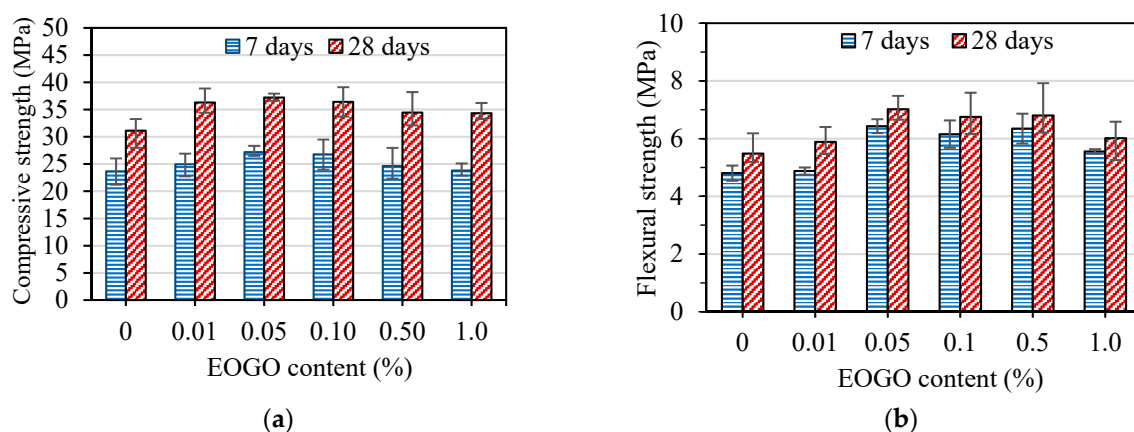 Compressive strength (MPa)
50
45
40
35
30
25
20
15
10
5
0
7 days 28 days
0 0.01 0.05 0.10 0.50 1.0
EOGO content (%)
(a)
Flexural strength (MPa)
10
8
6
4
2
0
7 days 28 days
0 0.01 0.05 0.1 0.5 1.0
EOGO content (%)
(b)